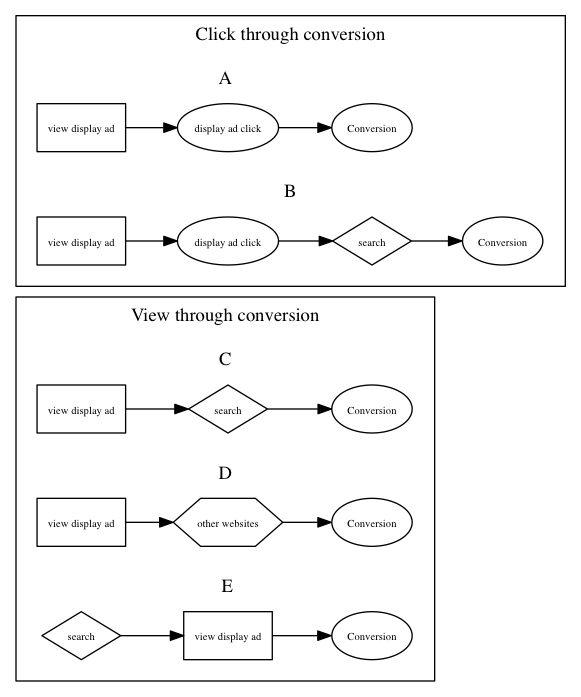 Click through conversion
A
view display ad
display ad click
Conversion
B
view display ad
display ad click
search
Conversion
View through conversion
C
view display ad
search
Conversion
D
view display ad
other websites
Conversion
E
search
view display ad
Conversion